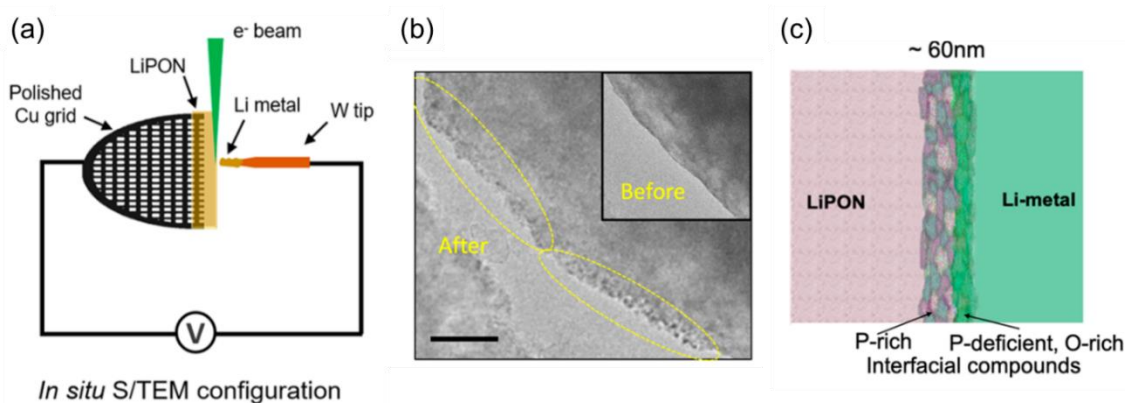 (a)
e⁻ beam
LiPON
Polished
Cu grid
Li metal
W tip
V
In situ S/TEM configuration
(b)
Before
After
(c)
~ 60nm
LiPON
Li-metal
P-rich
P-deficient, O-rich
Interfacial compounds